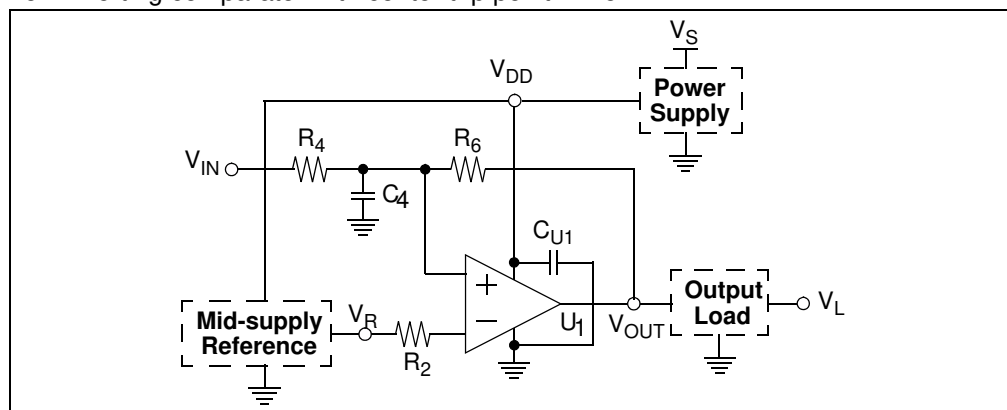 V_S
V_DD
Power
Supply
R_4
R_6
V_IN
C_4
C_U1
Output
Load
V_L
Mid-supply
Reference
V_R
R_2
+
−
U_1
V_OUT